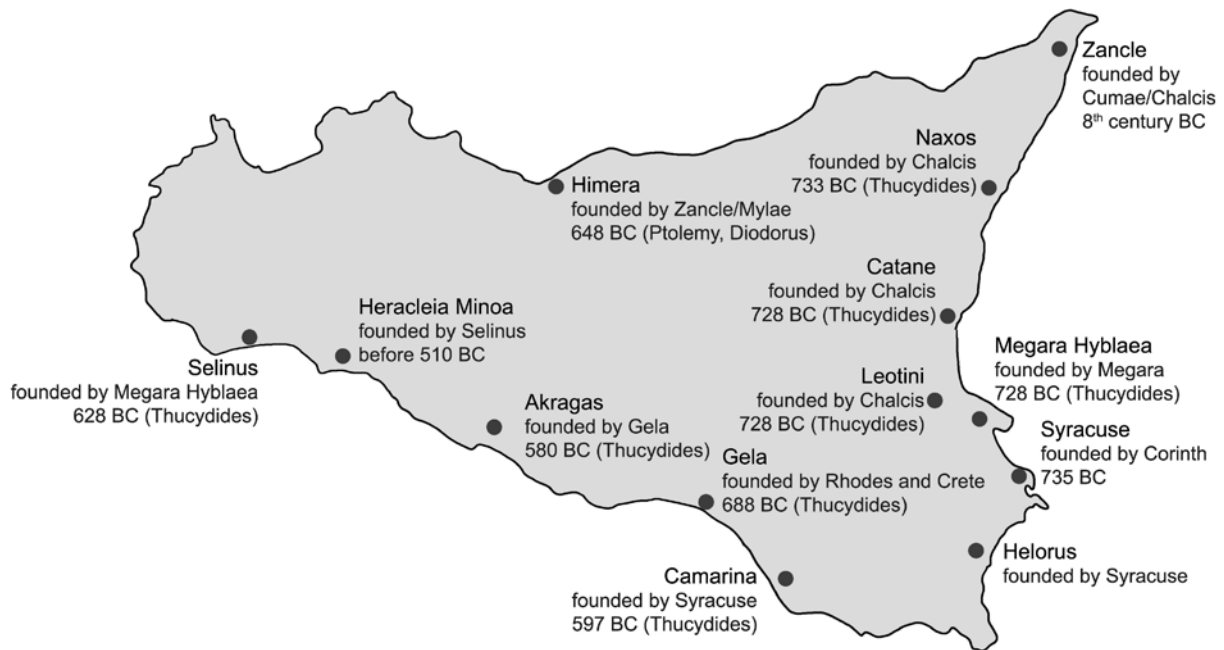 Zancle
founded by
Cumae/Chalcis
8th century BC
Naxos
founded by Chalcis
733 BC (Thucydides)
Himera
founded by Zancle/Mylae
648 BC (Ptolemy, Diodorus)
Catane
founded by Chalcis
728 BC (Thucydides)
Heracleia Minoa
founded by Selinus
before 510 BC
Megara Hyblaea
founded by Megara
728 BC (Thucydides)
Selinus
founded by Megara Hyblaea
628 BC (Thucydides)
Leotini
founded by Chalcis
728 BC (Thucydides)
Akragas
founded by Gela
580 BC (Thucydides)
Syracuse
founded by Corinth
735 BC
Gela
founded by Rhodes and Crete
688 BC (Thucydides)
Helorus
founded by Syracuse
Camarina
founded by Syracuse
597 BC (Thucydides)